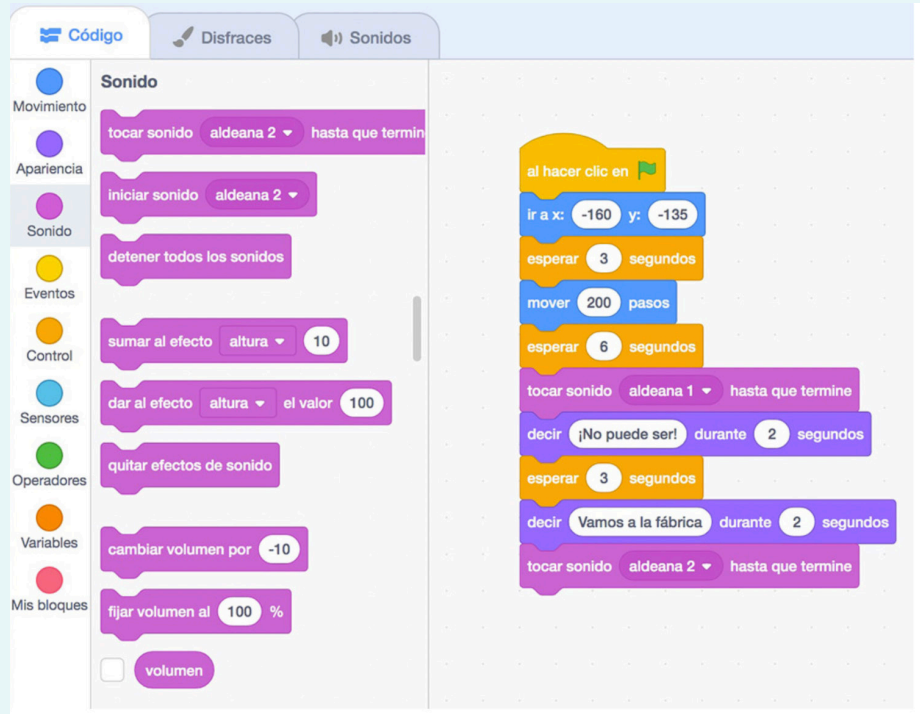 Código
Disfraces
Sonidos
Movimiento
Apariencia
Sonido
Eventos
Control
Sensores
Operadores
Variables
Mis bloques
Sonido
tocar sonido aldeana 2 hasta que termin
iniciar sonido aldeana 2
detener todos los sonidos
sumar al efecto altura 10
dar al efecto altura el valor 100
quitar efectos de sonido
cambiar volumen por -10
fijar volumen al 100 %
volumen
al hacer clic en
ir a x: -160 y: -135
esperar 3 segundos
mover 200 pasos
esperar 6 segundos
tocar sonido aldeana 1 hasta que termine
decir ¡No puede ser! durante 2 segundos
esperar 3 segundos
decir Vamos a la fábrica durante 2 segundos
tocar sonido aldeana 2 hasta que termine